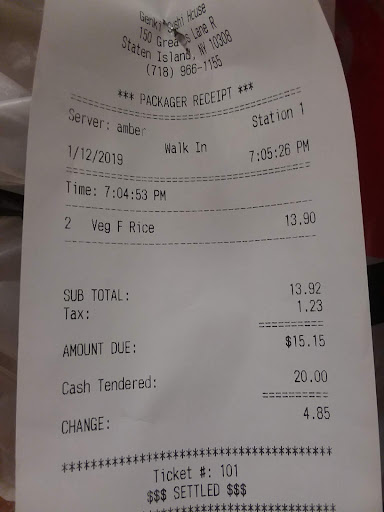 Genki Sushi House
150 Greaves Lane R
Staten Island, NY 10308
(718) 966-1155
*** PACKAGER RECEIPT ***
Server: amber Station 1
Walk In
1/12/2019 7:05:26 PM
Time: 7:04:53 PM
2 Veg F Rice 13.90
SUB TOTAL: 13.92
Tax: 1.23
AMOUNT DUE: $15.15
Cash Tendered: 20.00
CHANGE: 4.85
Ticket #: 101
$$$ SETTLED $$$